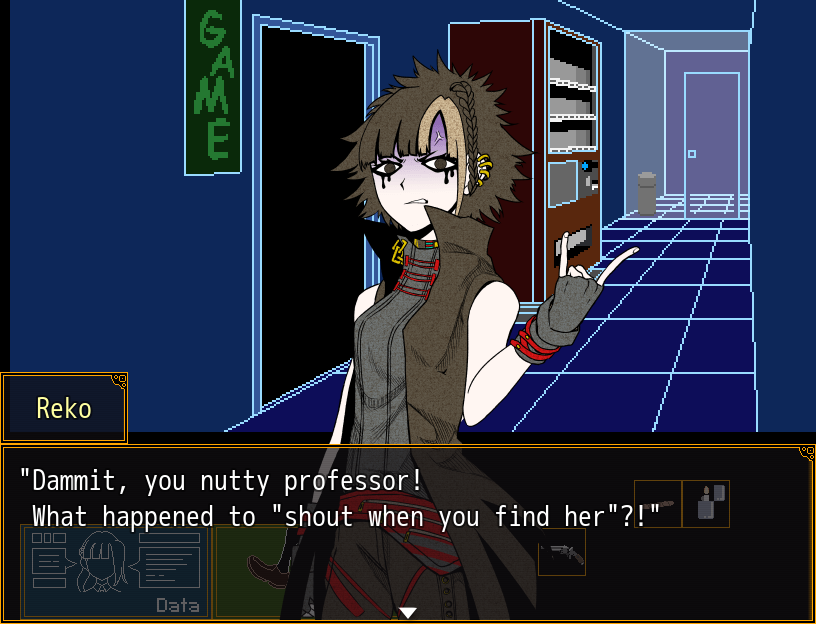 GAME
Reko
"Dammit, you nutty professor!
What happened to "shout when you find her"?!"
Data